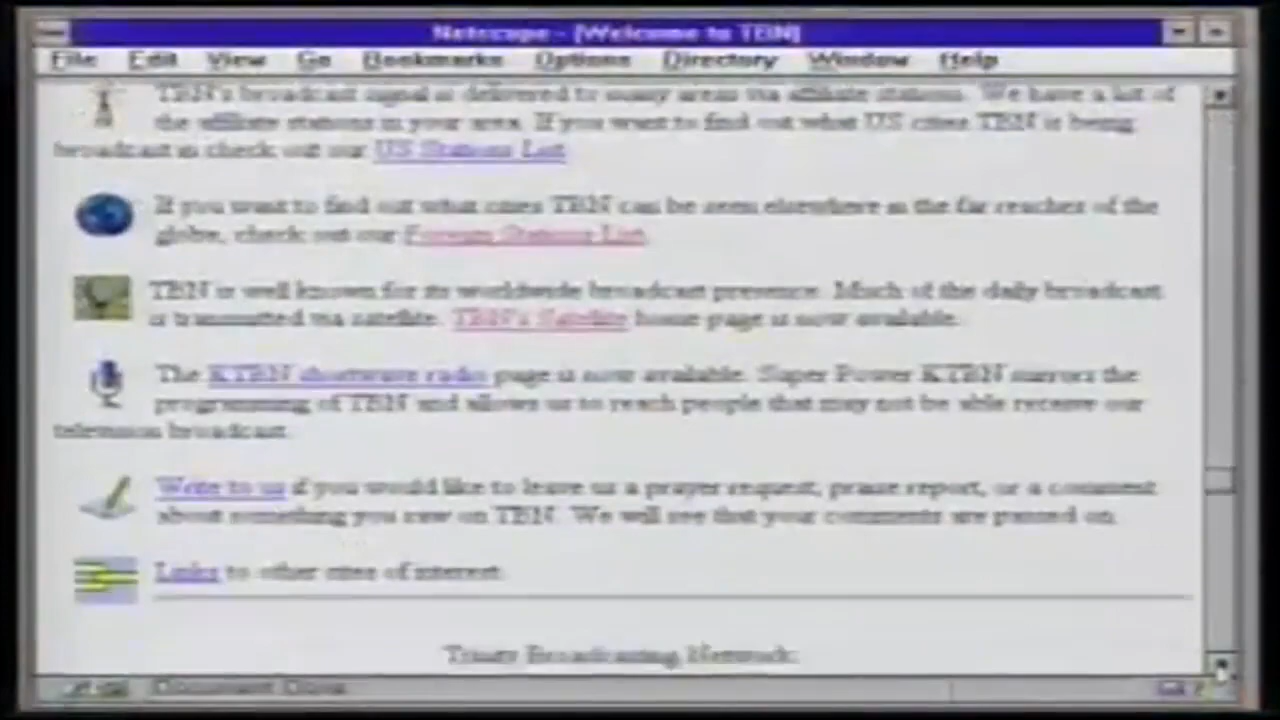 Netscape - [Welcome to TBN]
File Edit View Go Bookmarks Options Directory Window Help
TBN's broadcast signal is delivered to many areas via affiliate stations. We have a list of
the affiliate stations in your area. If you want to find out what US cities TBN is being
broadcast in check out our US Stations List
If you want to find out what cities TBN can be seen elsewhere in the far reaches of the
globe, check out our Foreign Stations List.
TBN is well known for its worldwide broadcast presence. Much of the daily broadcast
is transmitted via satellite. TBN's Satellite home page is now available.
The KTBN shortwave radio page is now available. Super Power KTBN mirrors the
programming of TBN and allows us to reach people that may not be able receive our
television broadcast.
Write to us if you would like to leave us a prayer request, praise report, or a comment
about something you saw on TBN. We will see that your comments are passed on.
Links to other sites of interest.
Trinity Broadcasting Network
Document: Done